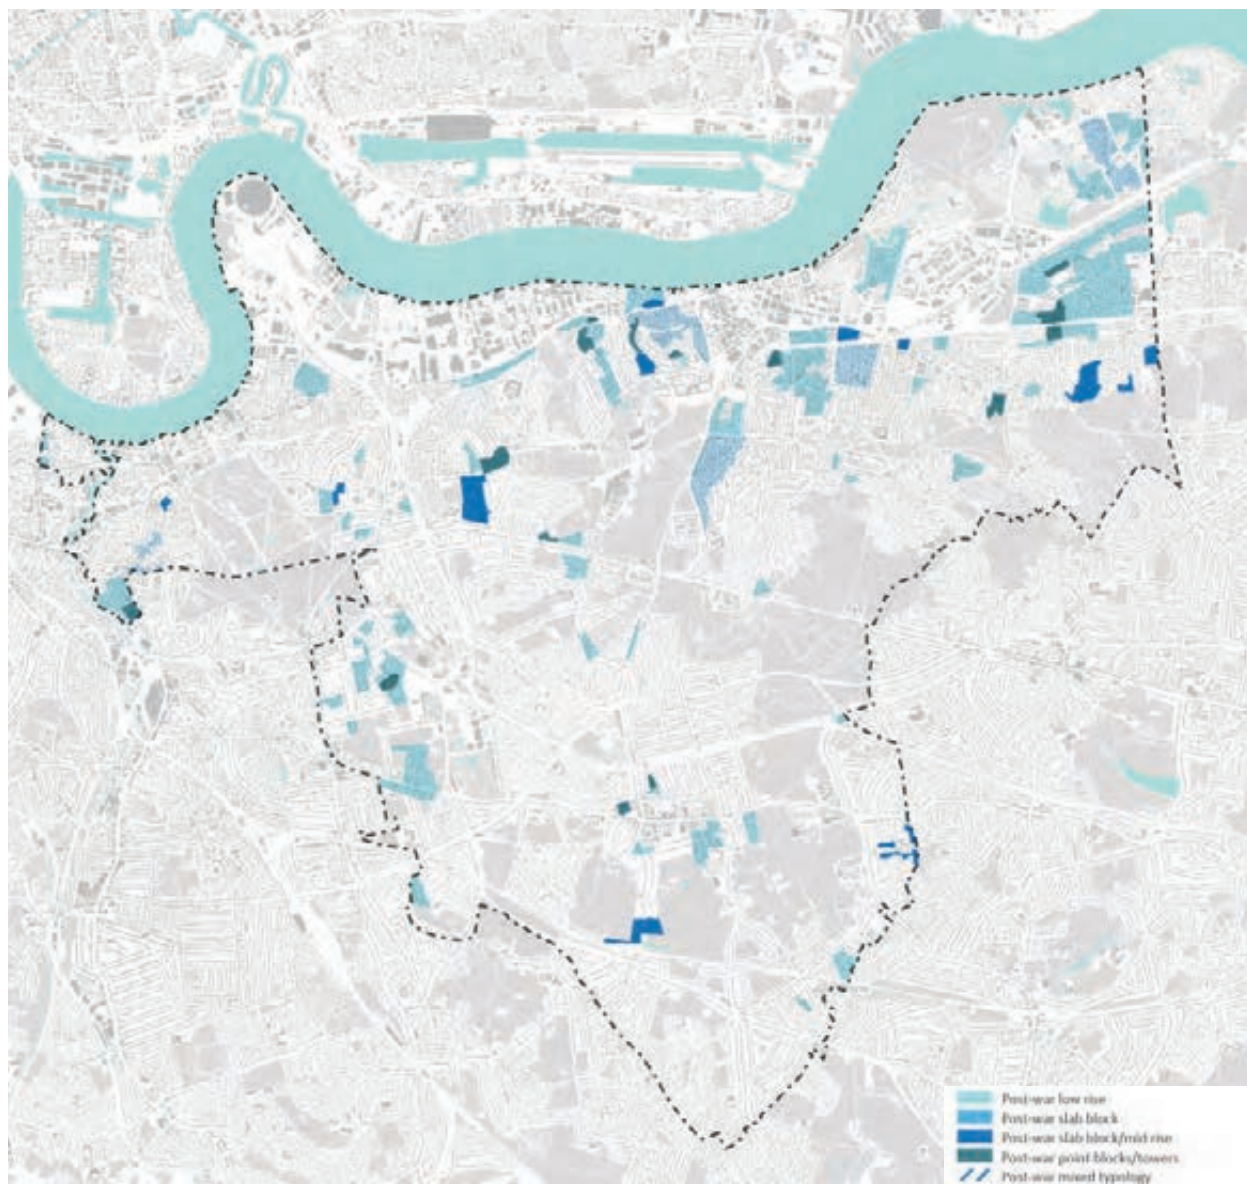 Post-war low rise
Post-war slab block
Post-war slab block/mid rise
Post-war point blocks/towers
Post-war mixed typology